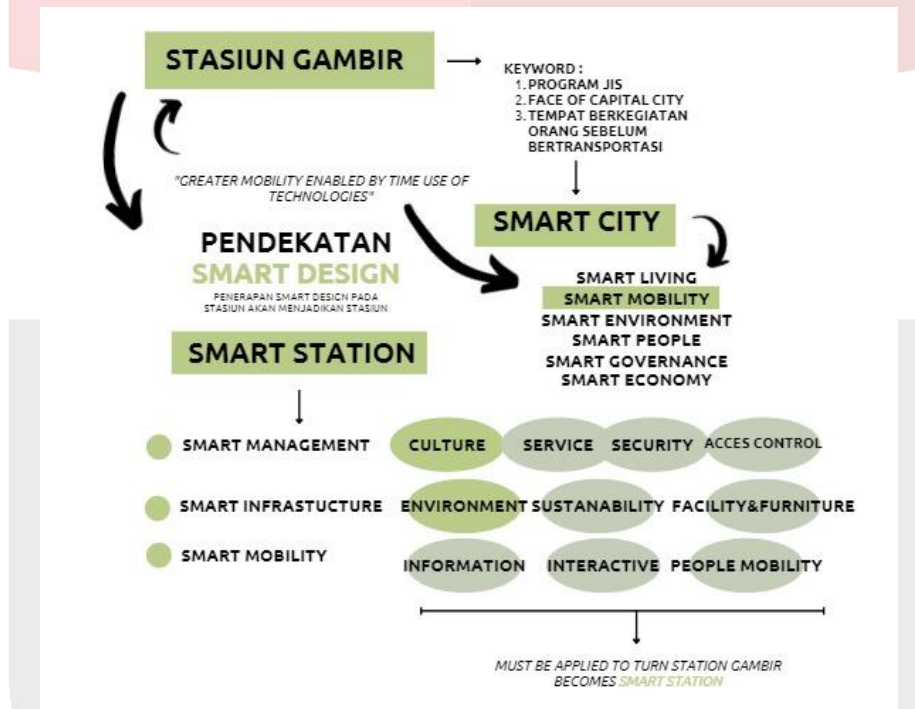 STASIUN GAMBIR
KEYWORD :
1. PROGRAM JIS
2. FACE OF CAPITAL CITY
3. TEMPAT BERKEGIATAN
ORANG SEBELUM
BERTRANSPORTASI
"GREATER MOBILITY ENABLED BY TIME USE OF
TECHNOLOGIES"
SMART CITY
PENDEKATAN
SMART DESIGN
PENERAPAN SMART DESIGN PADA
STASIUN AKAN MENJADIKAN STASIUN
SMART LIVING
SMART MOBILITY
SMART ENVIRONMENT
SMART PEOPLE
SMART GOVERNANCE
SMART ECONOMY
SMART STATION
SMART MANAGEMENT
CULTURE
SERVICE
SECURITY
ACCES CONTROL
SMART INFRASTUCTURE
ENVIRONMENT
SUSTANABILITY
FACILITY&FURNITURE
SMART MOBILITY
INFORMATION
INTERACTIVE
PEOPLE MOBILITY
MUST BE APPLIED TO TURN STATION GAMBIR
BECOMES SMART STATION